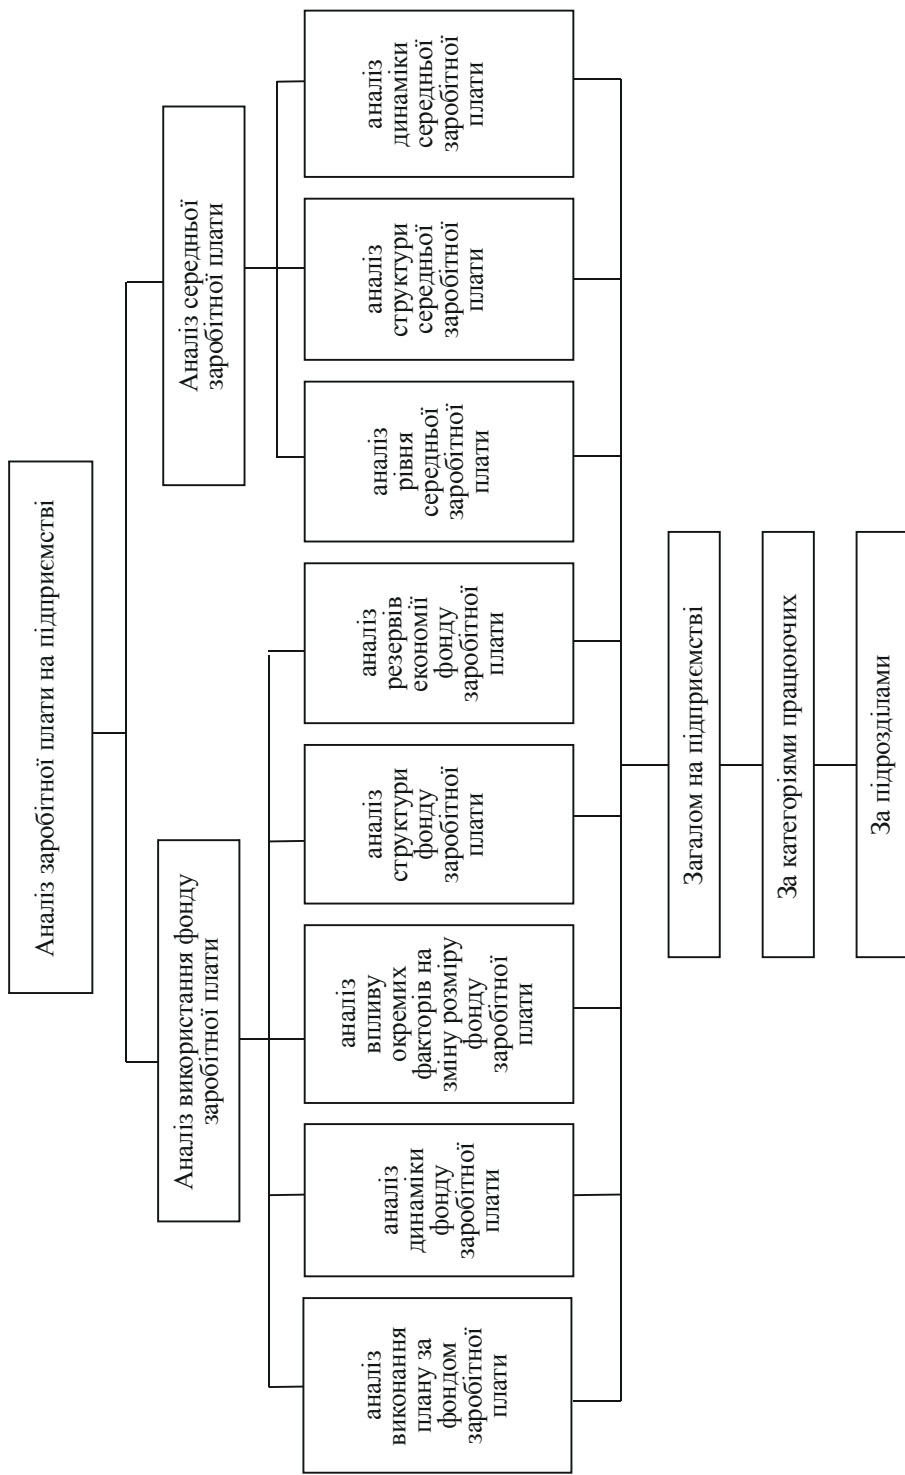 Аналіз заробітної плати на підприємстві
Аналіз використання фонду
заробітної плати
Аналіз середньої
заробітної плати
аналіз
виконання
плану за
фондом
заробітної
плати
аналіз
динаміки
фонду
заробітної
плати
аналіз
впливу
окремих
факторів на
зміну розміру
фонду
заробітної
плати
аналіз
структури
фонду
заробітної
плати
аналіз
резервів
економії
фонду
заробітної
плати
аналіз
рівня
середньої
заробітної
плати
аналіз
структури
середньої
заробітної
плати
аналіз
динаміки
середньої
заробітної
плати
Загалом на підприємстві
За категоріями працюючих
За підрозділами